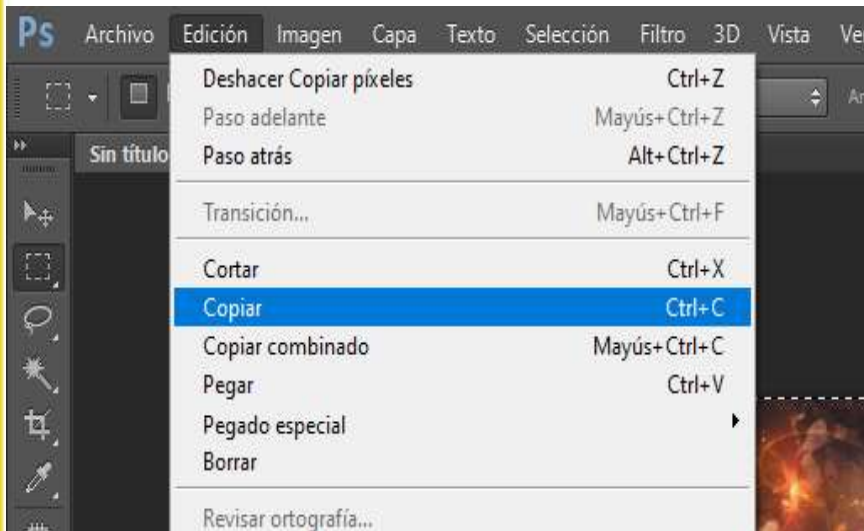 Ps Archivo Edición Imagen Capa Texto Selección Filtro 3D Vista
Deshacer Copiar píxeles Ctrl+Z
Paso adelante Mayús+Ctrl+Z
Paso atrás Alt+Ctrl+Z
Sin título
Transición... Mayús+Ctrl+F
Cortar Ctrl+X
Copiar Ctrl+C
Copiar combinado Mayús+Ctrl+C
Pegar Ctrl+V
Pegado especial
Borrar
Revisar ortografía...